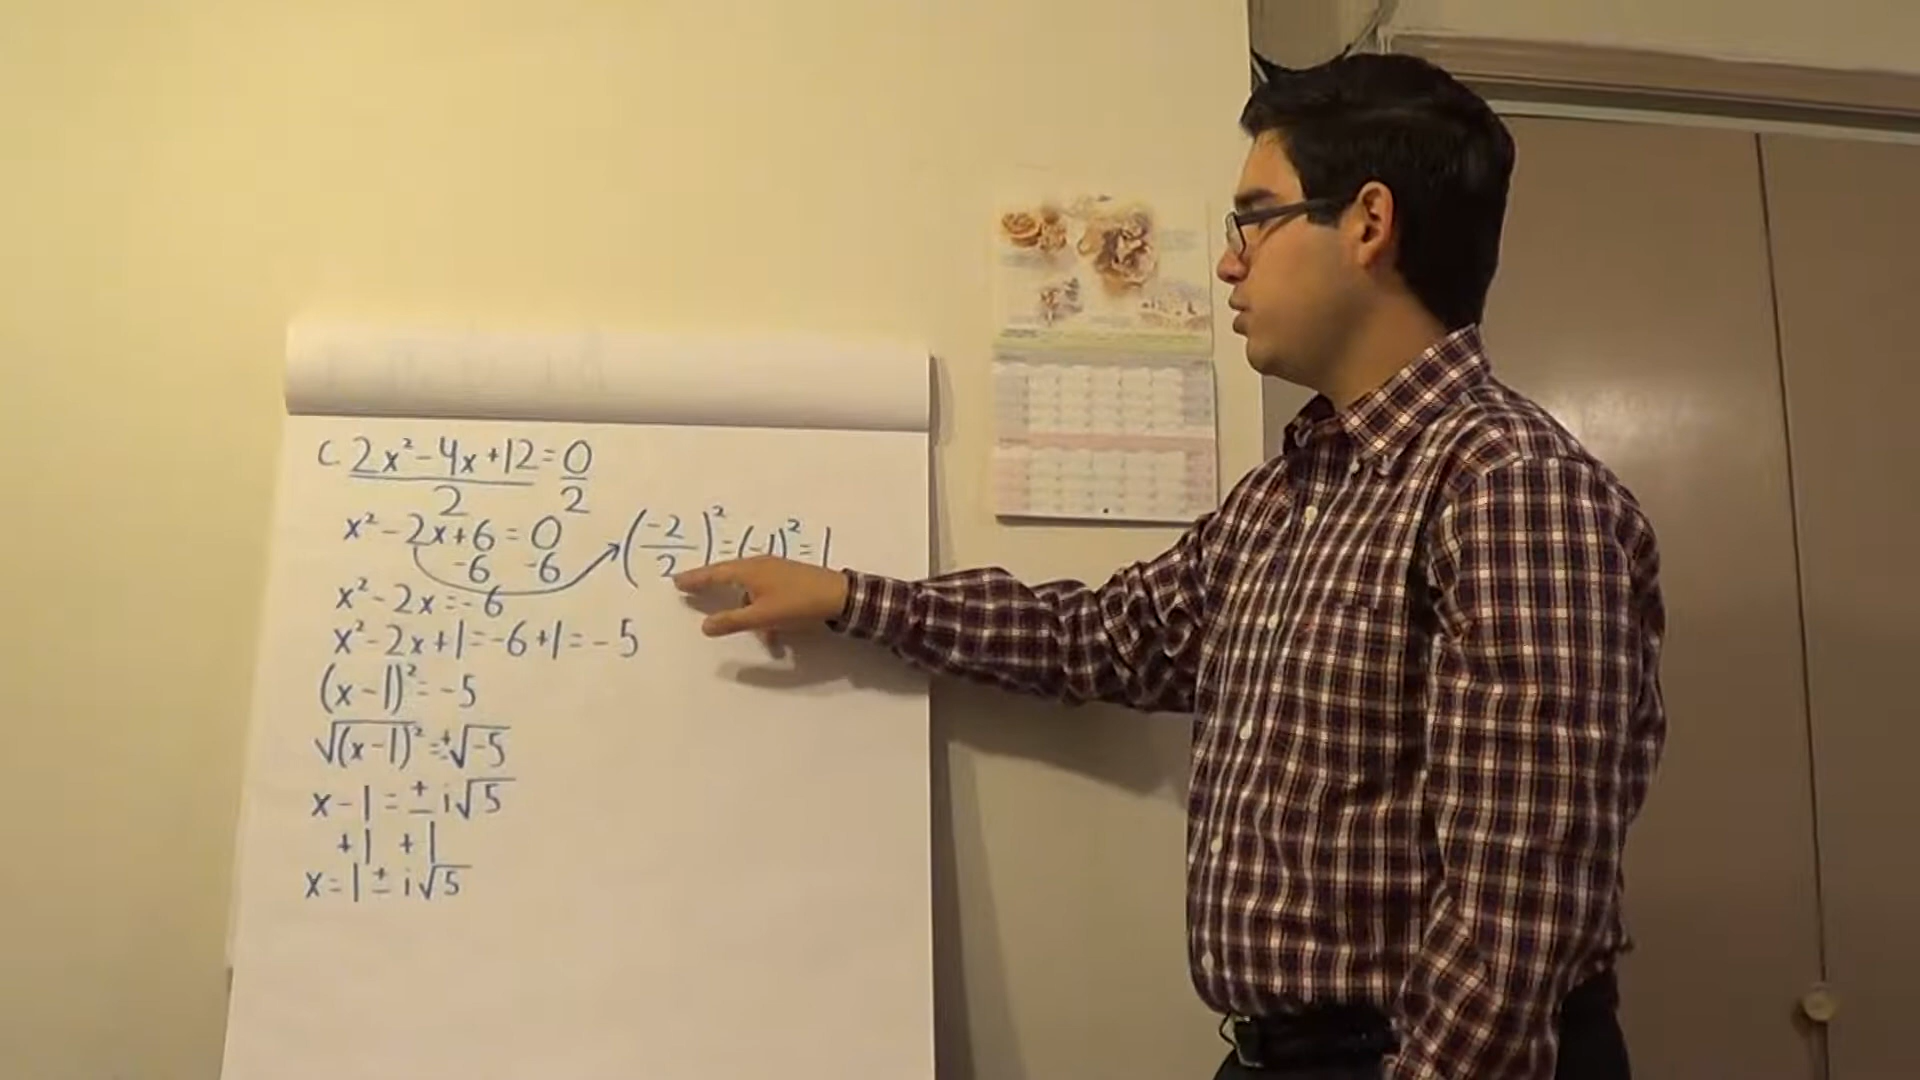 C. 2x² - 4x + 12 = 0
2 2
x² - 2x + 6 = 0 (-2/2)² = (-1)² = 1
-6 -6
x² - 2x = -6
x² - 2x + 1 = -6 + 1 = -5
(x - 1)² = -5
√(x - 1)² = ±√-5
x - 1 = ± i√5
+1 +1
x = 1 ± i√5